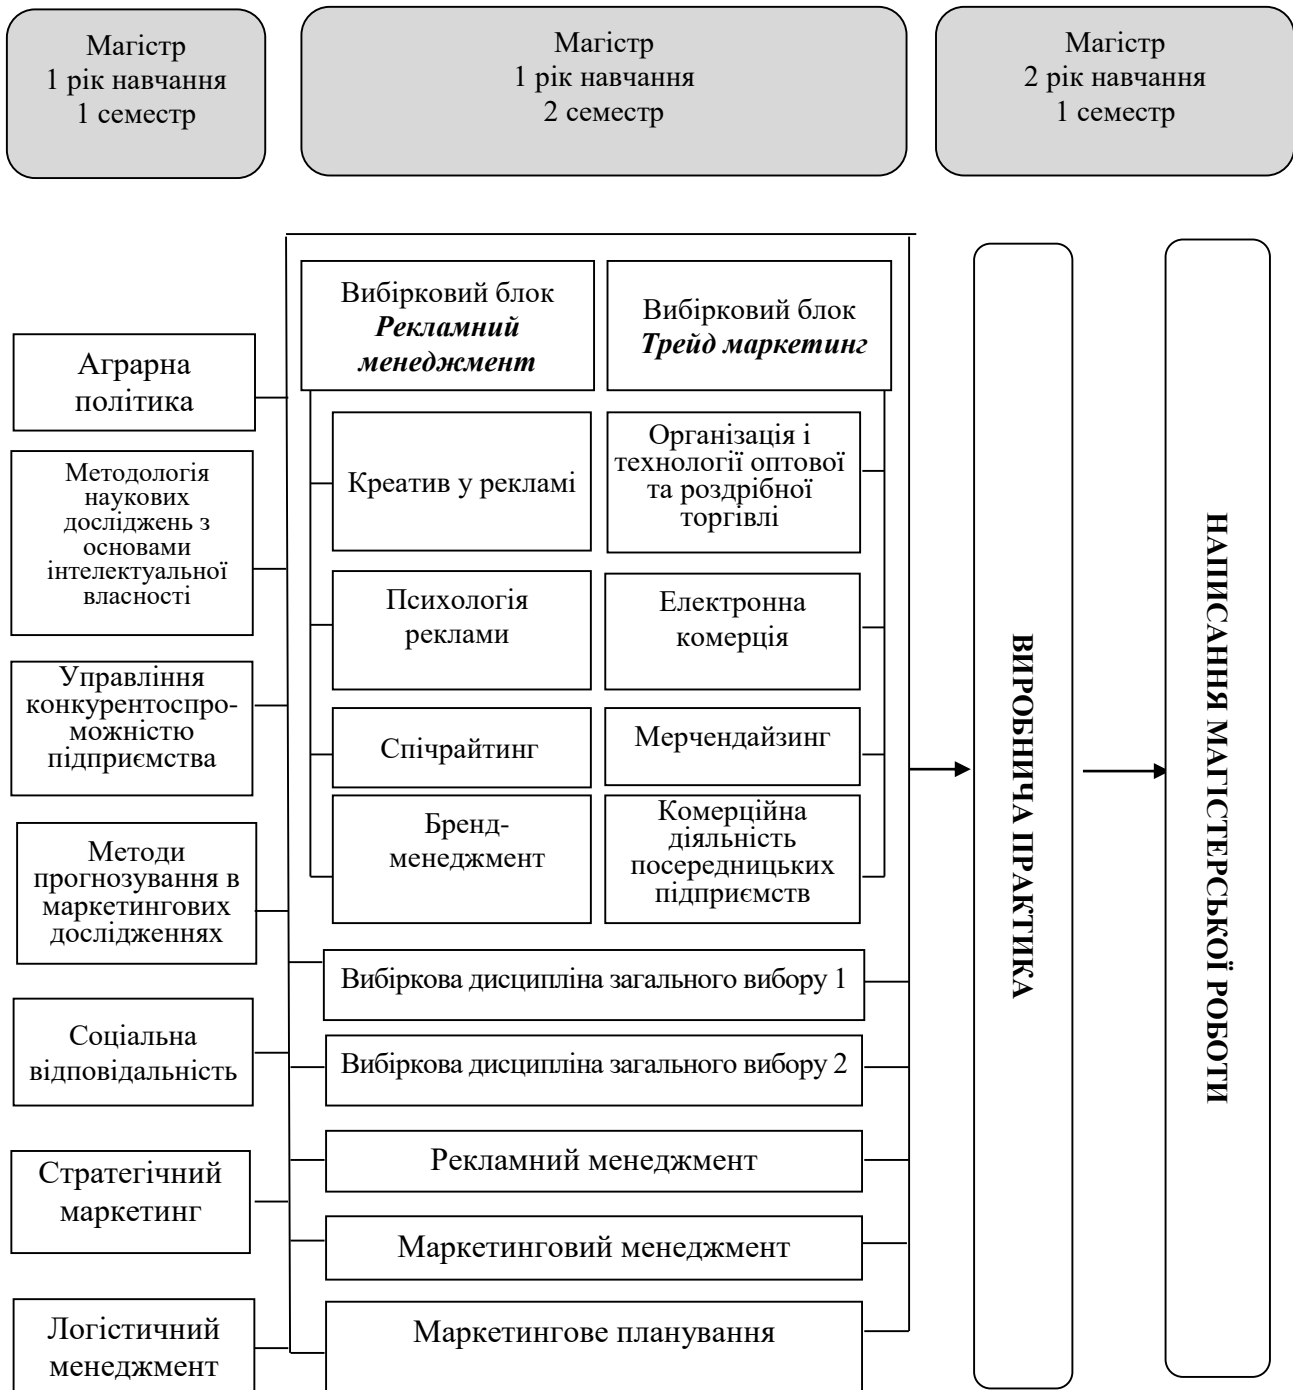 Магістр
1 рік навчання
1 семестр
Магістр
1 рік навчання
2 семестр
Магістр
2 рік навчання
1 семестр
Аграрна
політика
Методологія
наукових
досліджень з
основами
інтелектуальної
власності
Управління
конкурентоспро-
можністю
підприємства
Методи
прогнозування в
маркетингових
дослідженнях
Соціальна
відповідальність
Стратегічний
маркетинг
Логістичний
менеджмент
Вибірковий блок
Рекламний
менеджмент
Креатив у рекламі
Психологія
реклами
Спічрайтинг
Бренд-
менеджмент
Вибірковий блок
Трейд маркетинг
Організація і
технології оптової
та роздрібної
торгівлі
Електронна
комерція
Мерчендайзинг
Комерційна
діяльність
посередницьких
підприємств
Вибіркова дисципліна загального вибору 1
Вибіркова дисципліна загального вибору 2
Рекламний менеджмент
Маркетинговий менеджмент
Маркетингове планування
ВИРОБНИЧА ПРАКТИКА
НАПИСАННЯ МАГІСТЕРСЬКОЇ РОБОТИ